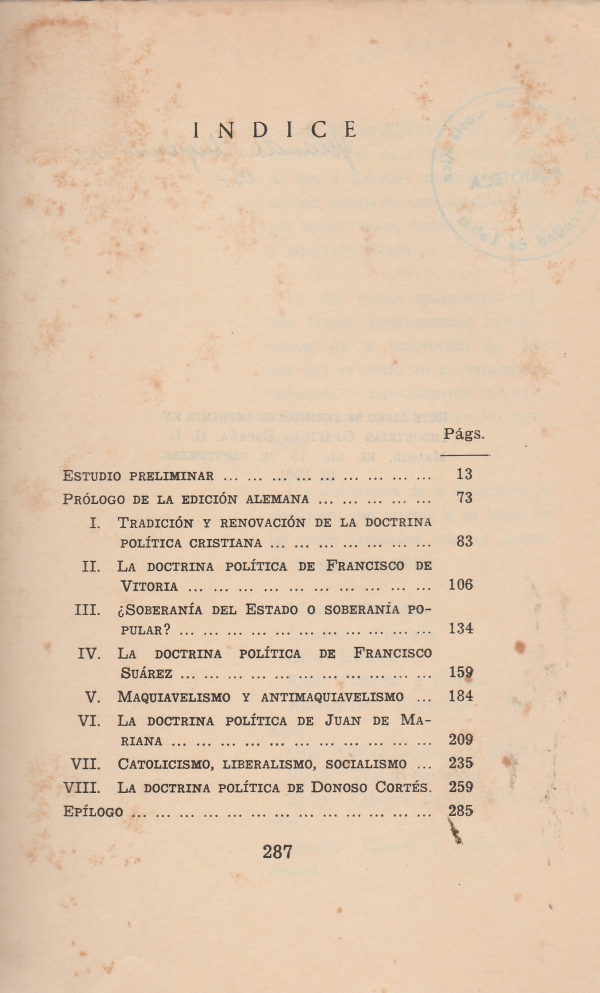 INDICE
Págs.
ESTUDIO PRELIMINAR ... ... ... ... ... ... ... ... ... 13
PRÓLOGO DE LA EDICIÓN ALEMANA ... ... ... ... ... 73
I. TRADICIÓN Y RENOVACIÓN DE LA DOCTRINA
POLÍTICA CRISTIANA ... ... ... ... ... ... ... 83
II. LA DOCTRINA POLÍTICA DE FRANCISCO DE
VITORIA ... ... ... ... ... ... ... ... ... ... 106
III. ¿SOBERANÍA DEL ESTADO O SOBERANÍA PO-
PULAR? ... ... ... ... ... ... ... ... ... ... ... 134
IV. LA DOCTRINA POLÍTICA DE FRANCISCO
SUÁREZ ... ... ... ... ... ... ... ... ... ... ... 159
V. MAQUIAVELISMO Y ANTIMAQUIAVELISMO ... 184
VI. LA DOCTRINA POLÍTICA DE JUAN DE MA-
RIANA ... ... ... ... ... ... ... ... ... ... ... 209
VII. CATOLICISMO, LIBERALISMO, SOCIALISMO ... 235
VIII. LA DOCTRINA POLÍTICA DE DONOSO CORTÉS. 259
EPÍLOGO ... ... ... ... ... ... ... ... ... ... ... ... ... 285
287